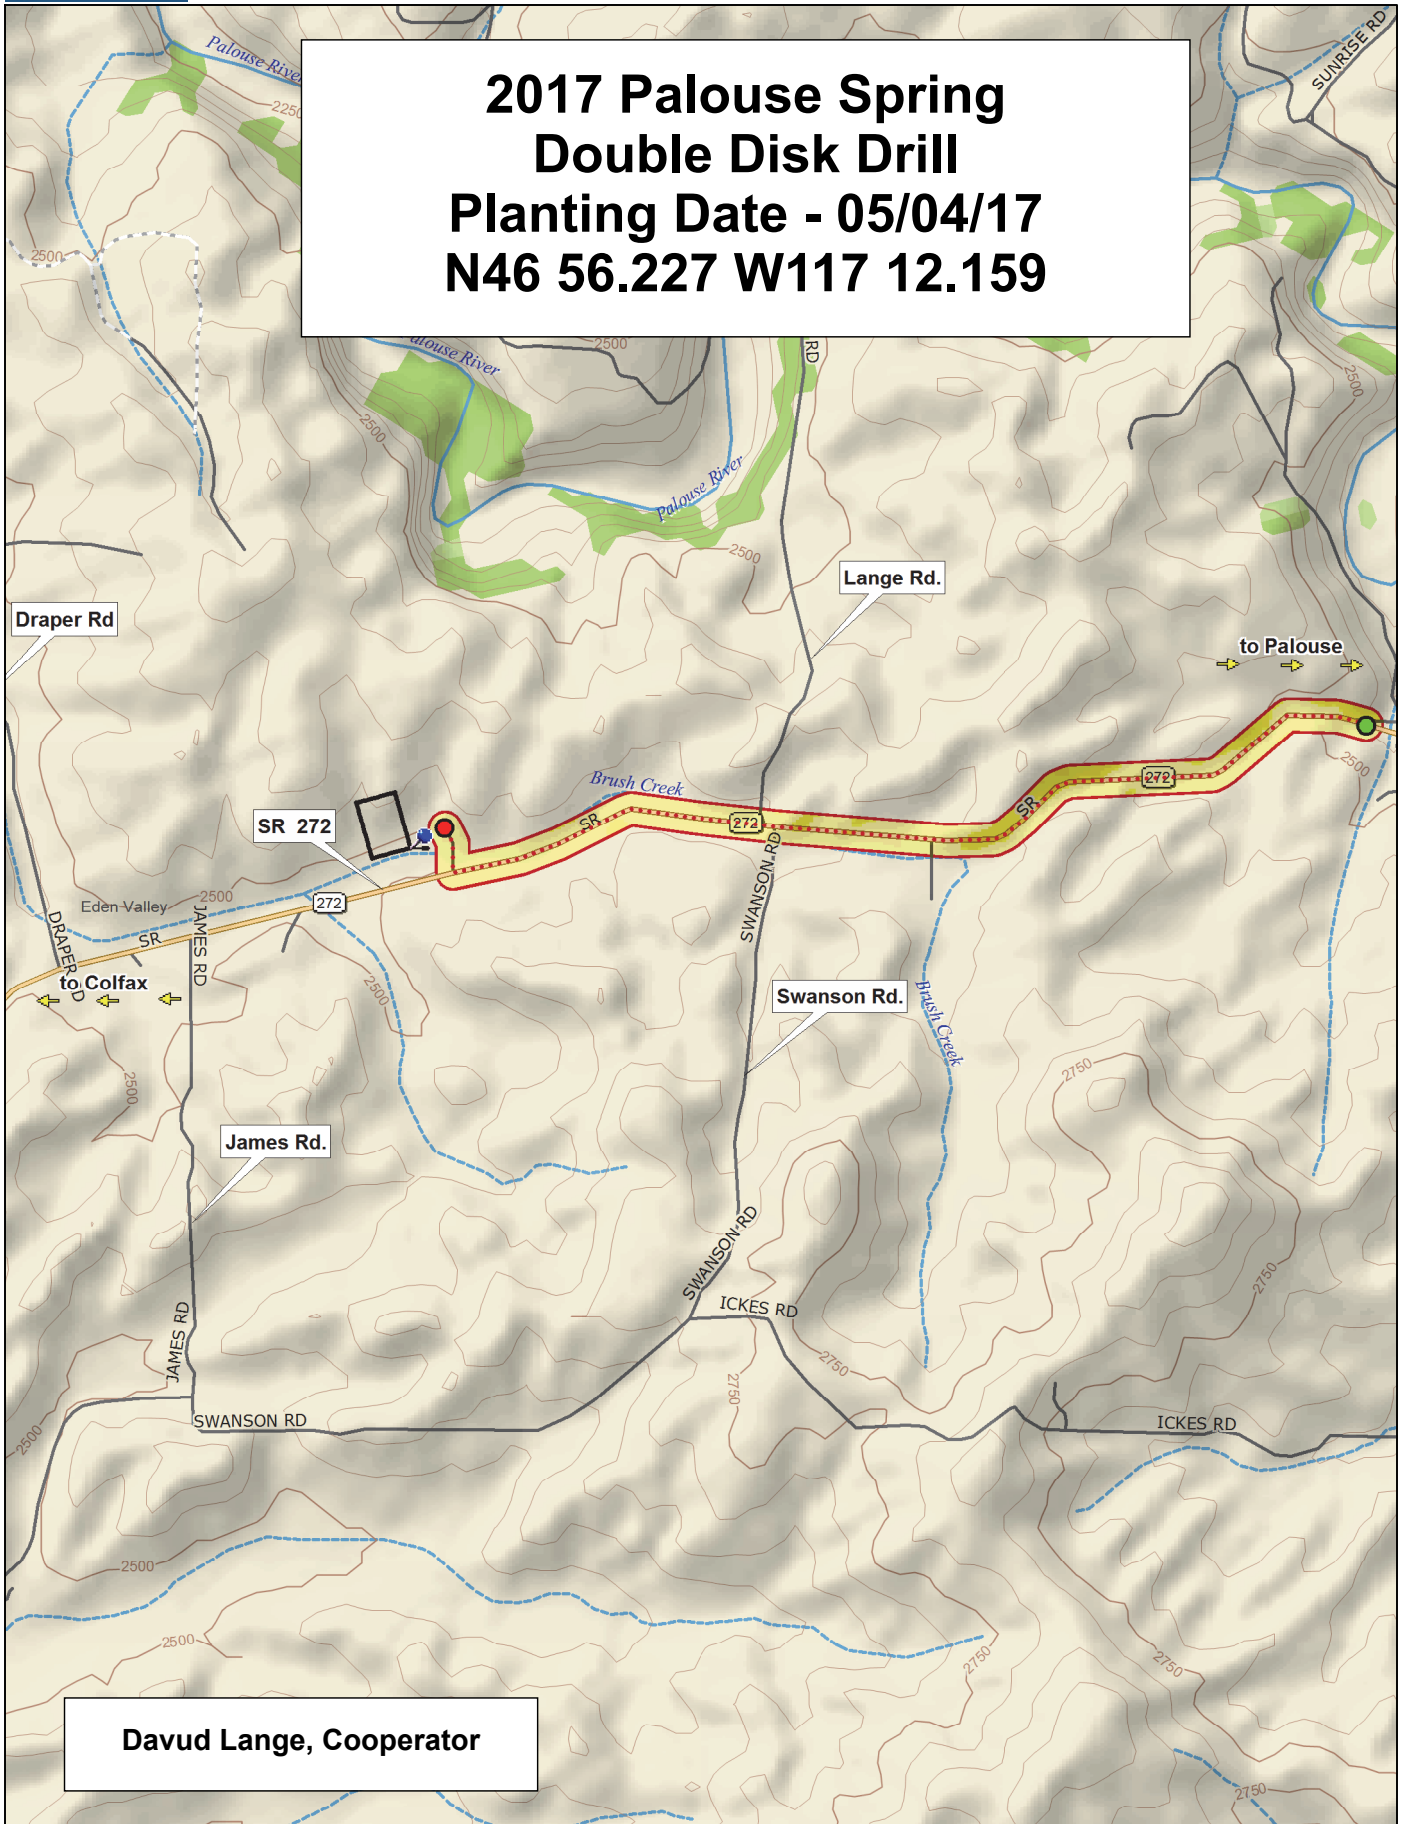 Palouse River
SUNRISE RD
2017 Palouse Spring
Double Disk Drill
Planting Date - 05/04/17
N46 56.227 W117 12.159
2250
2500
Palouse River
2500
RD
2500
2500
Palouse River
2500
Lange Rd.
Draper Rd
to Palouse
2500
272
Brush Creek
SR
SR
272
SR 272
SWANSON RD
2500
272
Eden Valley
JAMES RD
DRAPER RD
SR
to Colfax
2500
Swanson Rd.
Brush Creek
2500
2750
James Rd.
SWANSON RD
2750
ICKES RD
JAMES RD
2750
2750
SWANSON RD
ICKES RD
2500
2500
2500
2750
2750
Davud Lange, Cooperator
2750